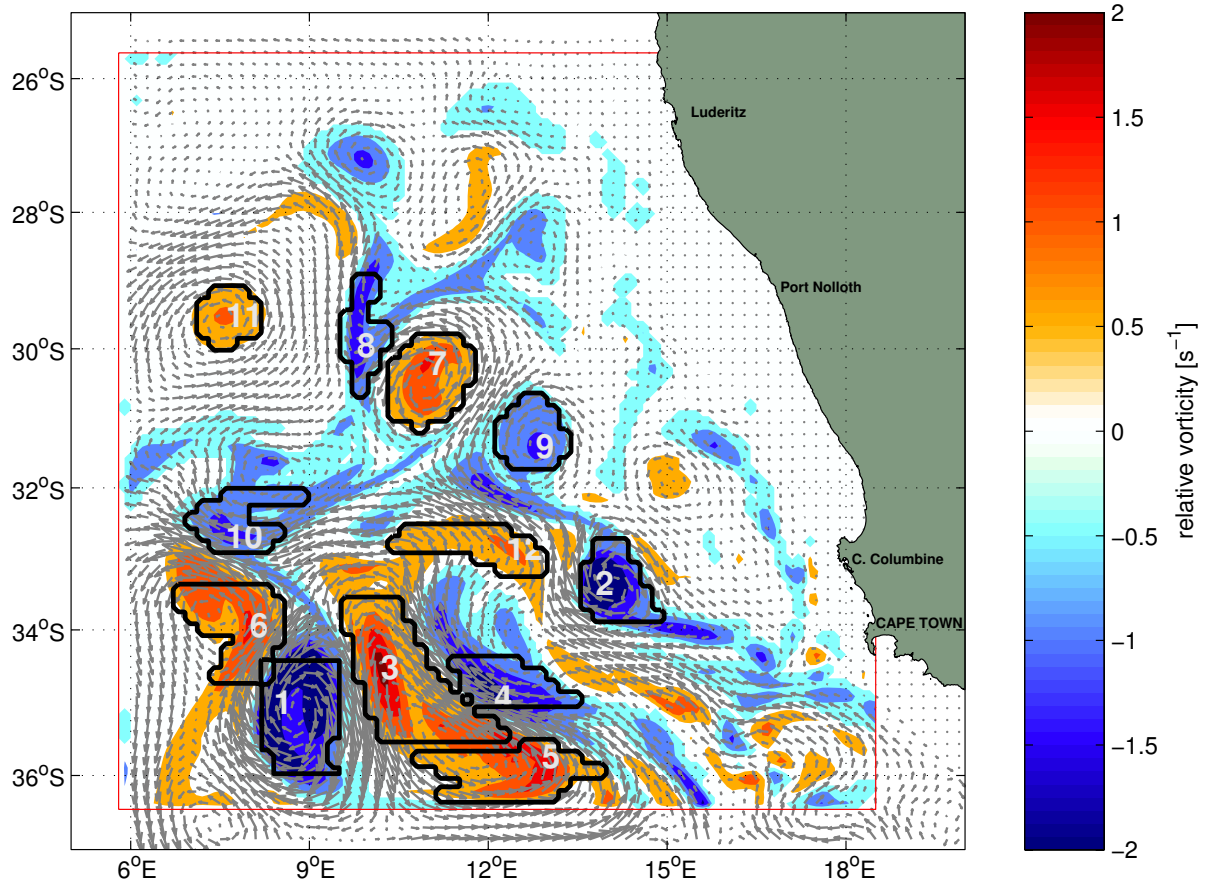 26°S
28°S
30°S
32°S
34°S
36°S
6°E
9°E
12°E
15°E
18°E
Luderitz
Port Nolloth
C. Columbine
CAPE TOWN
11
8
7
9
10
12
2
6
3
1
4
5
2
1.5
1
0.5
0
−0.5
−1
−1.5
−2
relative vorticity [s⁻¹]